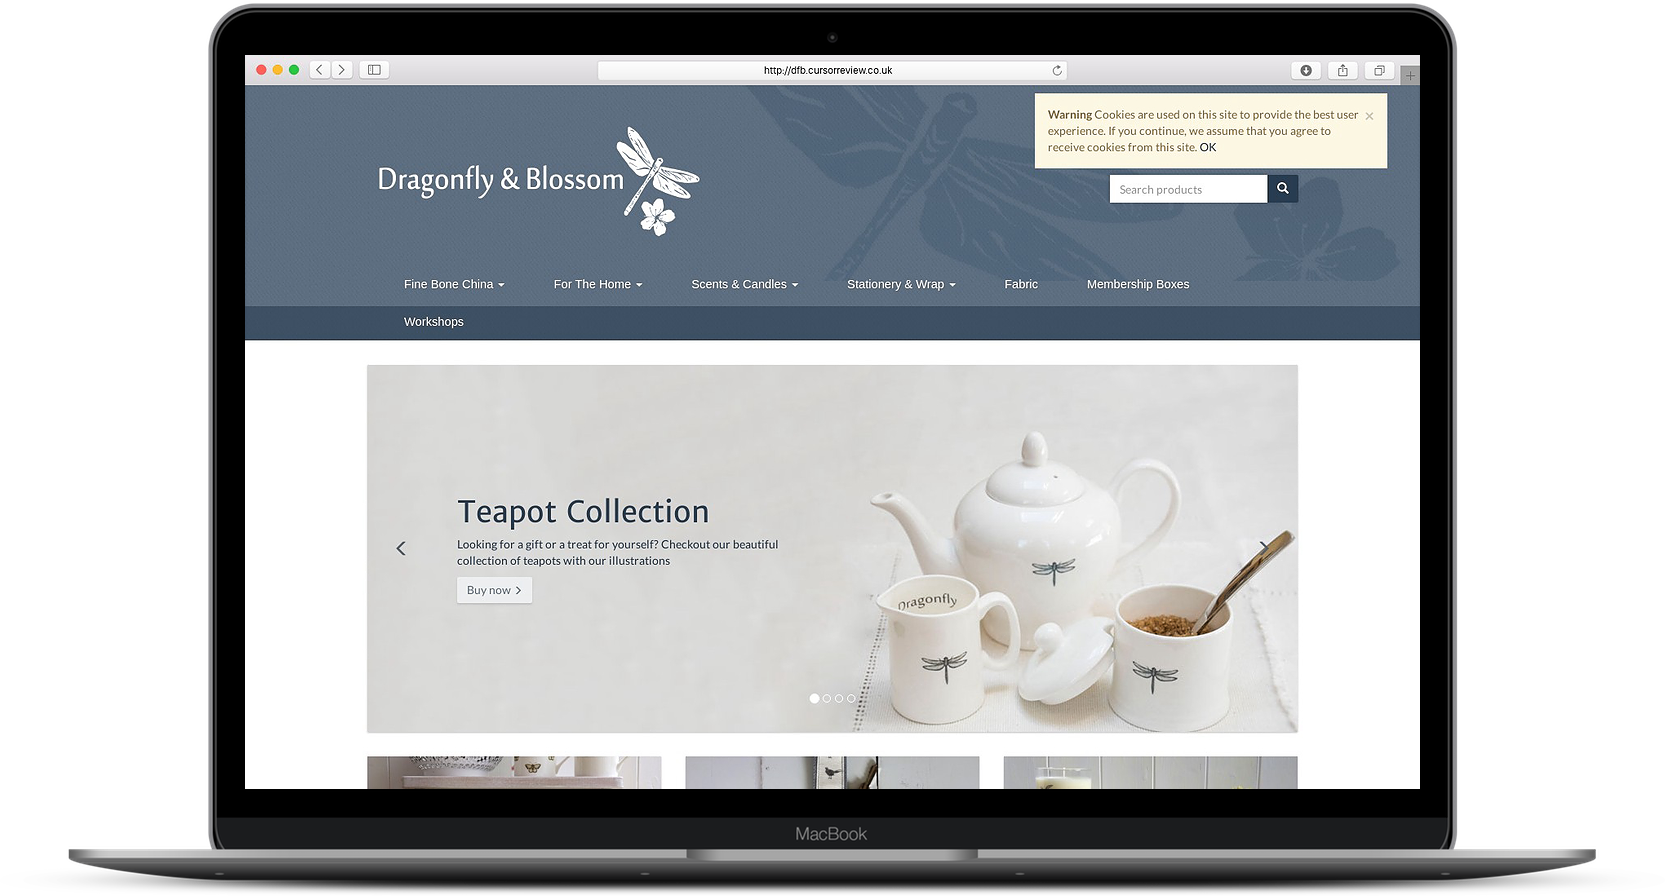 http://dfb.cursorreview.co.uk
Warning Cookies are used on this site to provide the best user
experience. If you continue, we assume that you agree to
receive cookies from this site. OK
Dragonfly & Blossom
Search products
Fine Bone China
For The Home
Scents & Candles
Stationery & Wrap
Fabric
Membership Boxes
Workshops
Teapot Collection
Looking for a gift or a treat for yourself? Checkout our beautiful
collection of teapots with our illustrations
Buy now
Dragonfly
MacBook